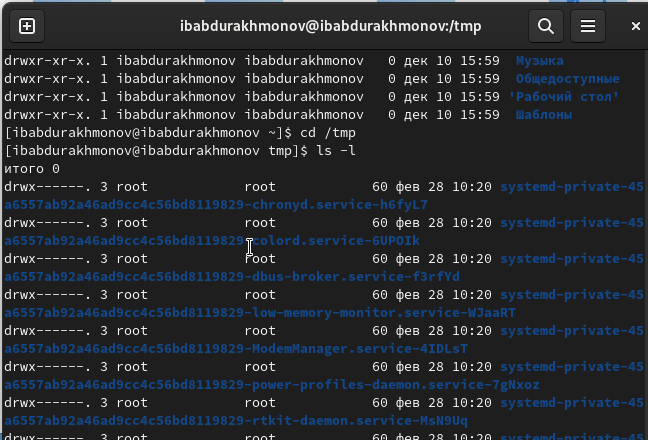 ibabdurakhmonov@ibabdurakhmonov:/tmp
drwxr-xr-x. 1 ibabdurakhmonov ibabdurakhmonov   0 дек 10 15:59  Музыка
drwxr-xr-x. 1 ibabdurakhmonov ibabdurakhmonov   0 дек 10 15:59  Общедоступные
drwxr-xr-x. 1 ibabdurakhmonov ibabdurakhmonov   0 дек 10 15:59 'Рабочий стол'
drwxr-xr-x. 1 ibabdurakhmonov ibabdurakhmonov   0 дек 10 15:59  Шаблоны
[ibabdurakhmonov@ibabdurakhmonov ~]$ cd /tmp
[ibabdurakhmonov@ibabdurakhmonov tmp]$ ls -l
итого 0
drwx------. 3 root            root            60 фев 28 10:20 systemd-private-45
a6557ab92a46ad9cc4c56bd8119829-chronyd.service-h6fyL7
drwx------. 3 root            root            60 фев 28 10:20 systemd-private-45
a6557ab92a46ad9cc4c56bd8119829-colord.service-6UPOIk
drwx------. 3 root            root            60 фев 28 10:20 systemd-private-45
a6557ab92a46ad9cc4c56bd8119829-dbus-broker.service-f3rfYd
drwx------. 3 root            root            60 фев 28 10:20 systemd-private-45
a6557ab92a46ad9cc4c56bd8119829-low-memory-monitor.service-WJaaRT
drwx------. 3 root            root            60 фев 28 10:20 systemd-private-45
a6557ab92a46ad9cc4c56bd8119829-ModemManager.service-4IDLsT
drwx------. 3 root            root            60 фев 28 10:20 systemd-private-45
a6557ab92a46ad9cc4c56bd8119829-power-profiles-daemon.service-7gNxoz
drwx------. 3 root            root            60 фев 28 10:20 systemd-private-45
a6557ab92a46ad9cc4c56bd8119829-rtkit-daemon.service-MsN9Uq